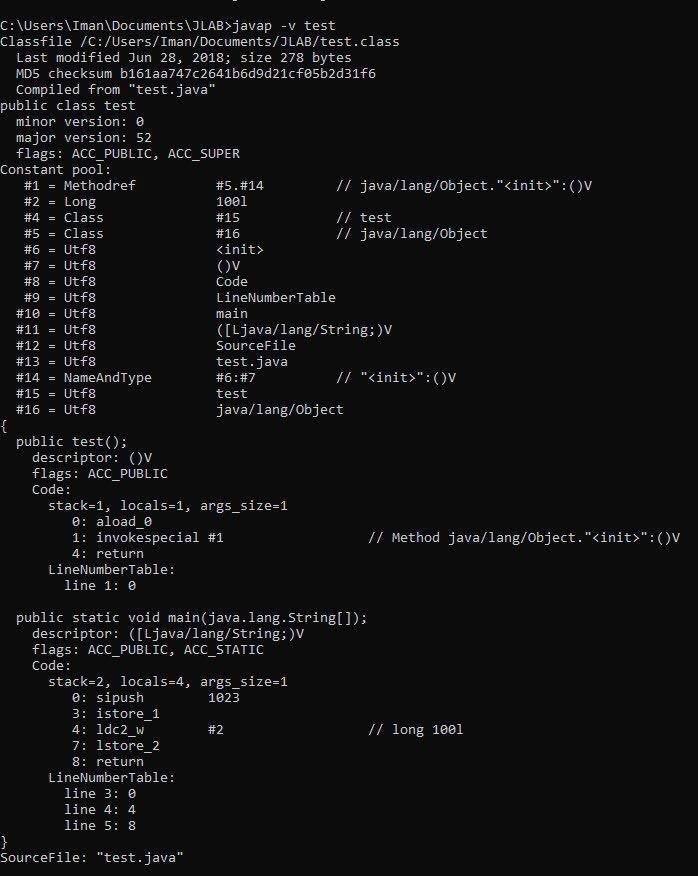 C:\Users\Iman\Documents\JLAB>javap -v test
Classfile /C:/Users/Iman/Documents/JLAB/test.class
  Last modified Jun 28, 2018; size 278 bytes
  MD5 checksum b161aa747c2641b6d9d21cf05b2d31f6
  Compiled from "test.java"
public class test
  minor version: 0
  major version: 52
  flags: ACC_PUBLIC, ACC_SUPER
Constant pool:
   #1 = Methodref          #5.#14         // java/lang/Object."<init>":()V
   #2 = Long               100l
   #4 = Class              #15            // test
   #5 = Class              #16            // java/lang/Object
   #6 = Utf8               <init>
   #7 = Utf8               ()V
   #8 = Utf8               Code
   #9 = Utf8               LineNumberTable
  #10 = Utf8               main
  #11 = Utf8               ([Ljava/lang/String;)V
  #12 = Utf8               SourceFile
  #13 = Utf8               test.java
  #14 = NameAndType        #6:#7          // "<init>":()V
  #15 = Utf8               test
  #16 = Utf8               java/lang/Object
{
  public test();
    descriptor: ()V
    flags: ACC_PUBLIC
    Code:
      stack=1, locals=1, args_size=1
         0: aload_0
         1: invokespecial #1                  // Method java/lang/Object."<init>":()V
         4: return
      LineNumberTable:
        line 1: 0

  public static void main(java.lang.String[]);
    descriptor: ([Ljava/lang/String;)V
    flags: ACC_PUBLIC, ACC_STATIC
    Code:
      stack=2, locals=4, args_size=1
         0: sipush        1023
         3: istore_1
         4: ldc2_w        #2                  // long 100l
         7: lstore_2
         8: return
      LineNumberTable:
        line 3: 0
        line 4: 4
        line 5: 8
}
SourceFile: "test.java"